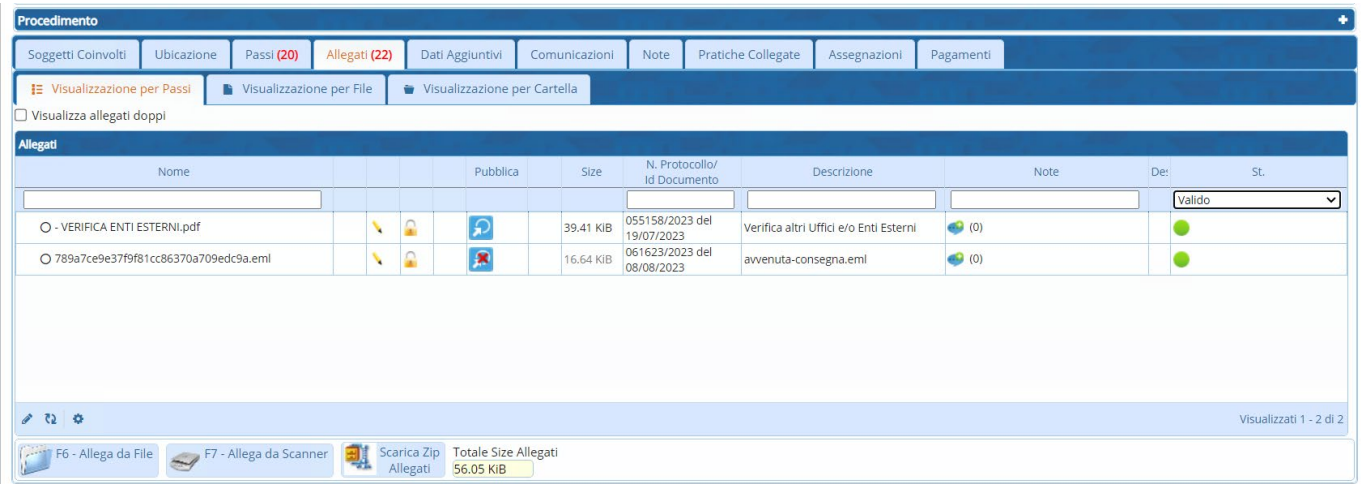 Procedimento
Soggetti Coinvolti Ubicazione Passi (20) Allegati (22) Dati Aggiuntivi Comunicazioni Note Pratiche Collegate Assegnazioni Pagamenti
Visualizzazione per Passi Visualizzazione per File Visualizzazione per Cartella
Visualizza allegati doppi
Allegati
Nome Pubblica Size N. Protocollo/ Descrizione Note De: St.
Id Documento
Valido
- VERIFICA ENTI ESTERNI.pdf 39.41 KiB 055158/2023 del Verifica altri Uffici e/o Enti Esterni (0)
19/07/2023
789a7ce9e37f9f81cc86370a709edc9a.eml 16.64 KiB 061623/2023 del avvenuta-consegna.eml (0)
08/08/2023
Visualizzati 1 - 2 di 2
F6 - Allega da File F7 - Allega da Scanner Scarica Zip Totale Size Allegati
Allegati 56.05 KiB